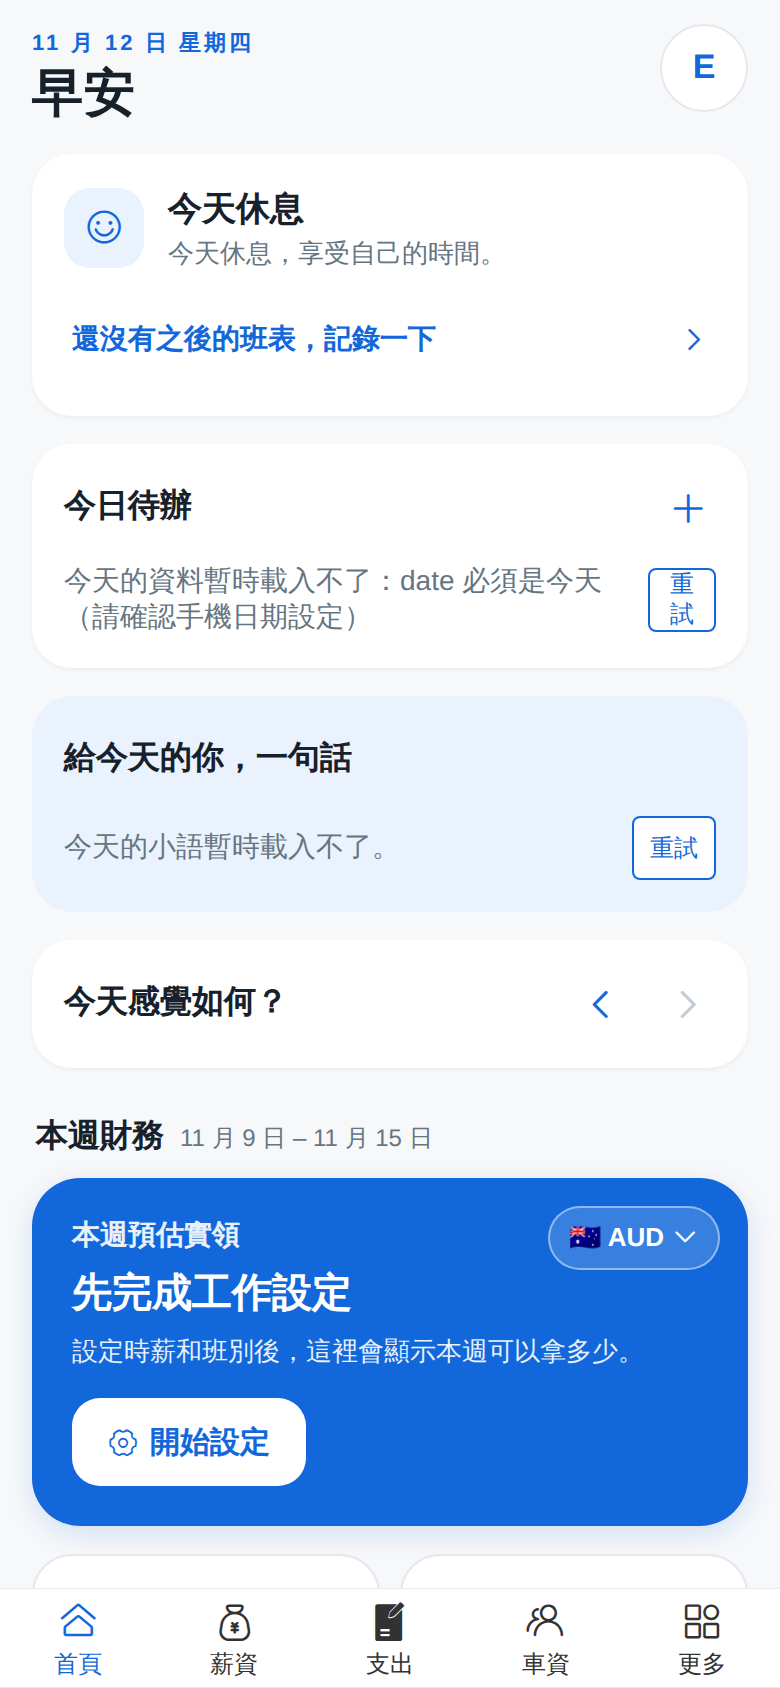 11 月 12 日 星期四
早安
E
今天休息
今天休息，享受自己的時間。
還沒有之後的班表，記錄一下
今日待辦
今天的資料暫時載入不了：date 必須是今天
（請確認手機日期設定）
重
試
給今天的你，一句話
今天的小語暫時載入不了。
重試
今天感覺如何？
本週財務 11 月 9 日 – 11 月 15 日
本週預估實領
🇦🇺 AUD
先完成工作設定
設定時薪和班別後，這裡會顯示本週可以拿多少。
開始設定
¥
首頁 薪資 支出 車資 更多